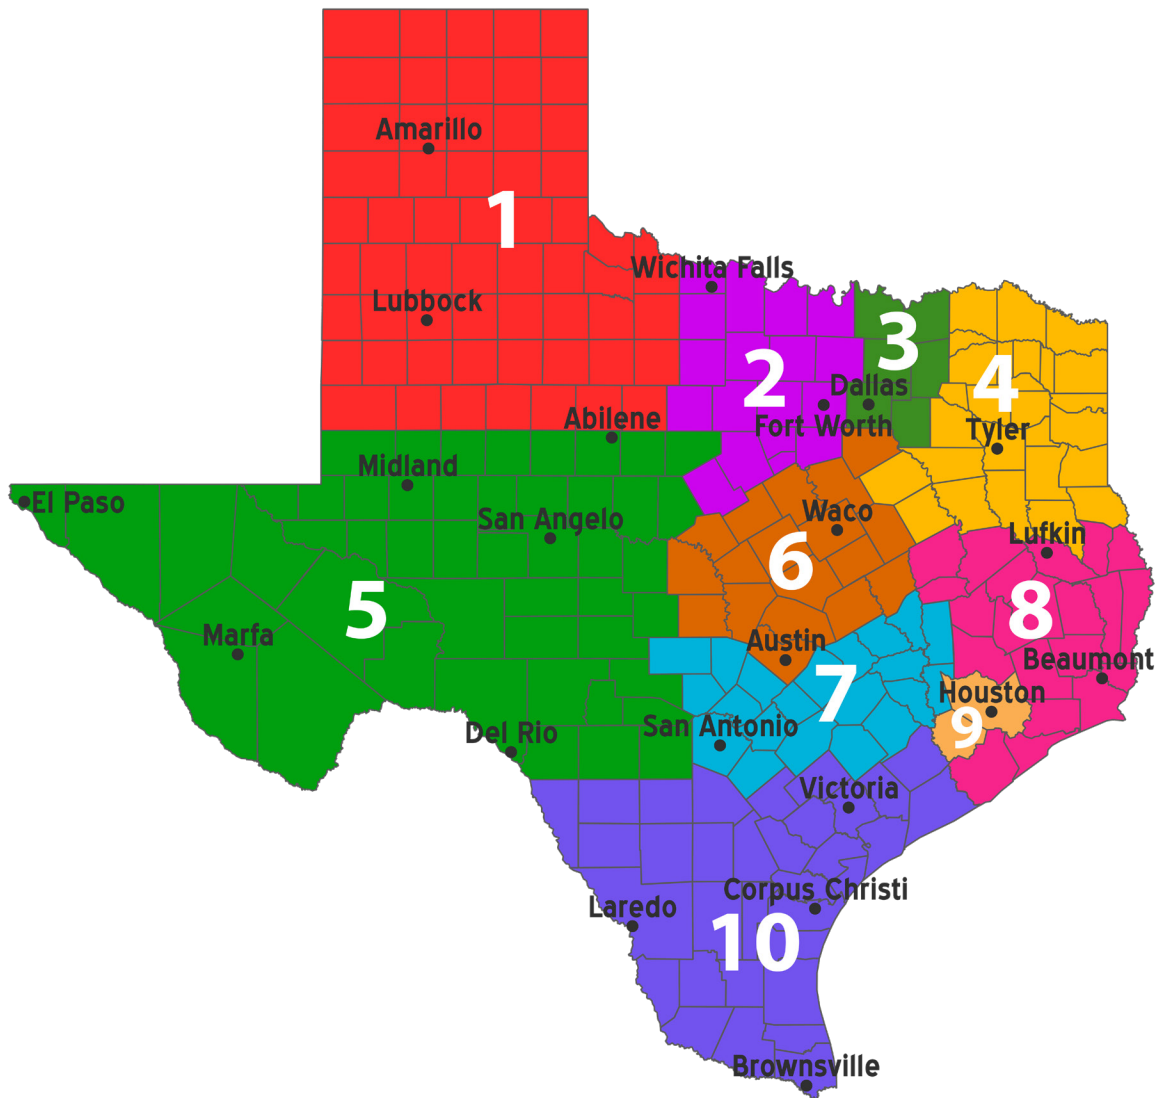 Amarillo
1
Wichita Falls
Lubbock
3
2
4
Dallas
Abilene
Fort Worth
Tyler
Midland
El Paso
San Angelo
Waco
Lufkin
6
5
8
Marfa
Austin
Beaumont
7
Houston
San Antonio
9
Del Rio
Victoria
Corpus Christi
Laredo
10
Brownsville